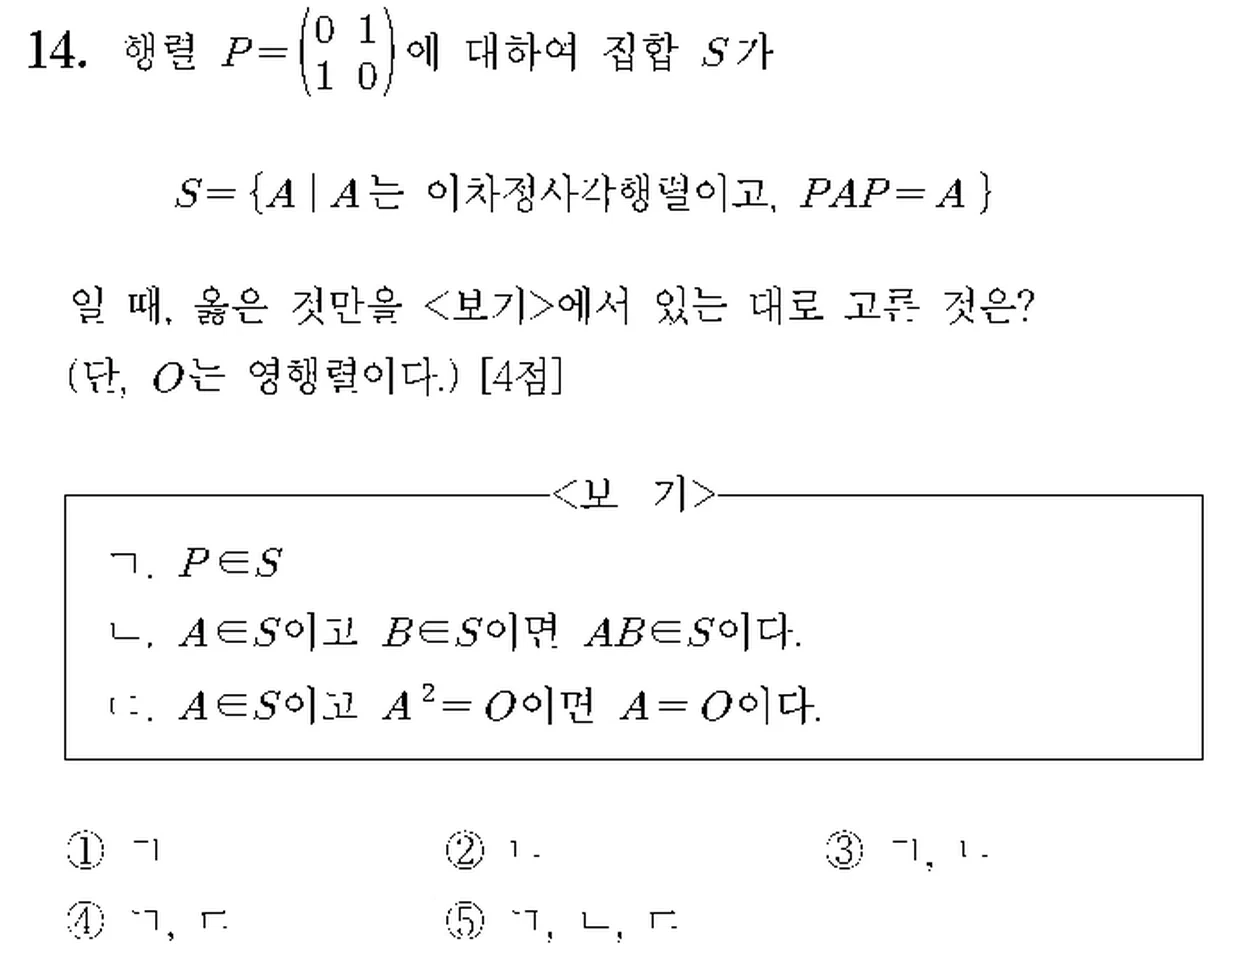 14. 행렬 P=(0 1
1 0)에 대하여 집합 S가
S={A | A는 이차정사각행렬이고, PAP=A }
일 때, 옳은 것만을 <보기>에서 있는 대로 고른 것은?
(단, O는 영행렬이다.) [4점]
<보 기>
ㄱ. P∈S
ㄴ. A∈S이고 B∈S이면 AB∈S이다.
ㄷ. A∈S이고 A²=O이면 A=O이다.
① ㄱ ② ㄴ ③ ㄱ, ㄴ
④ ㄱ, ㄷ ⑤ ㄱ, ㄴ, ㄷ